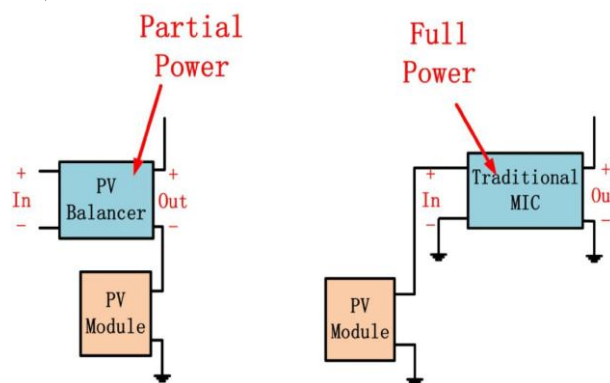 Partial
Power
Full
Power
+
In
−
PV
Balancer
+
Out
−
PV
Module
+
In
−
Traditional
MIC
+
Ou
−
PV
Module